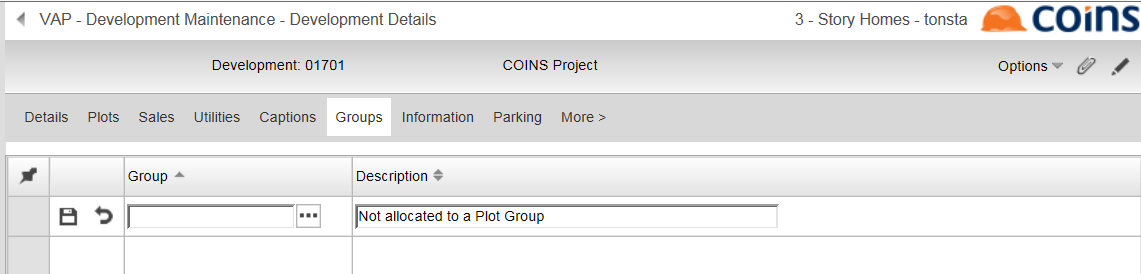 VAP - Development Maintenance - Development Details
3 - Story Homes - tonsta
coins
Development: 01701
COINS Project
Options
Details Plots Sales Utilities Captions Groups Information Parking More >
Group
Description
Not allocated to a Plot Group